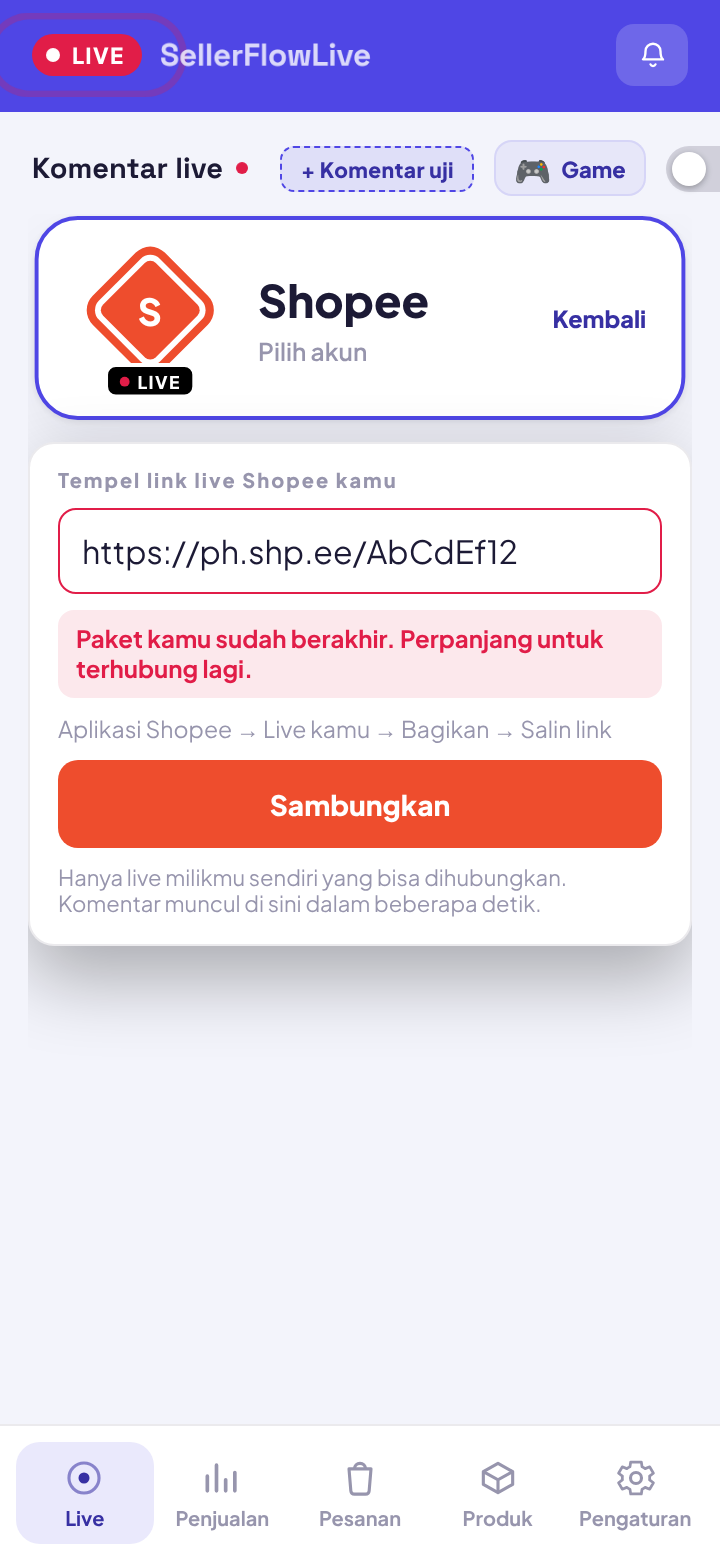 LIVE SellerFlowLive
Komentar live
+ Komentar uji
Game
S
LIVE
Shopee
Pilih akun
Kembali
Tempel link live Shopee kamu
https://ph.shp.ee/AbCdEf12
Paket kamu sudah berakhir. Perpanjang untuk
terhubung lagi.
Aplikasi Shopee → Live kamu → Bagikan → Salin link
Sambungkan
Hanya live milikmu sendiri yang bisa dihubungkan.
Komentar muncul di sini dalam beberapa detik.
Live
Penjualan
Pesanan
Produk
Pengaturan